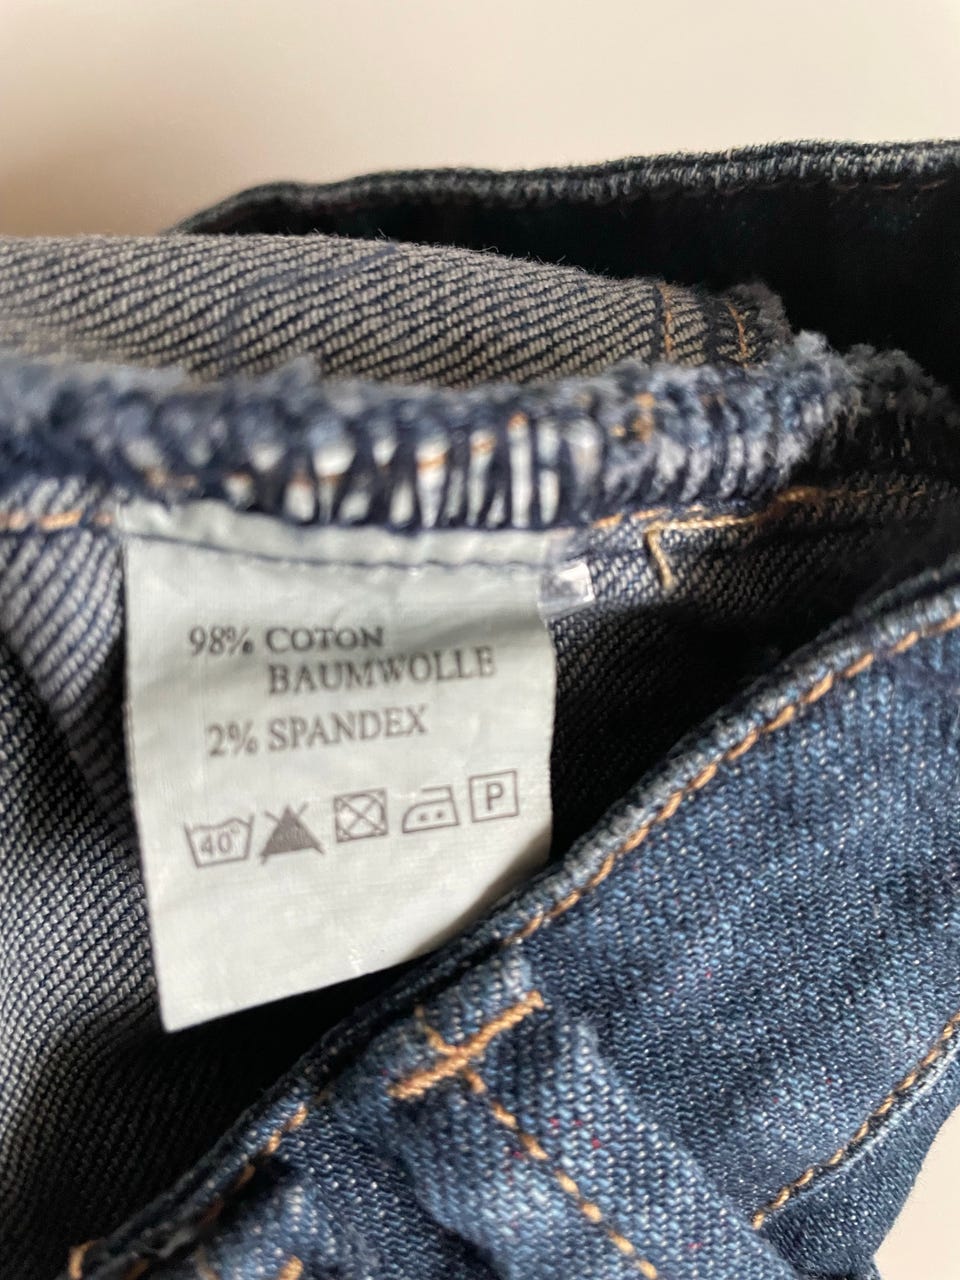 98% COTON
BAUMWOLLE
2% SPANDEX
40° P